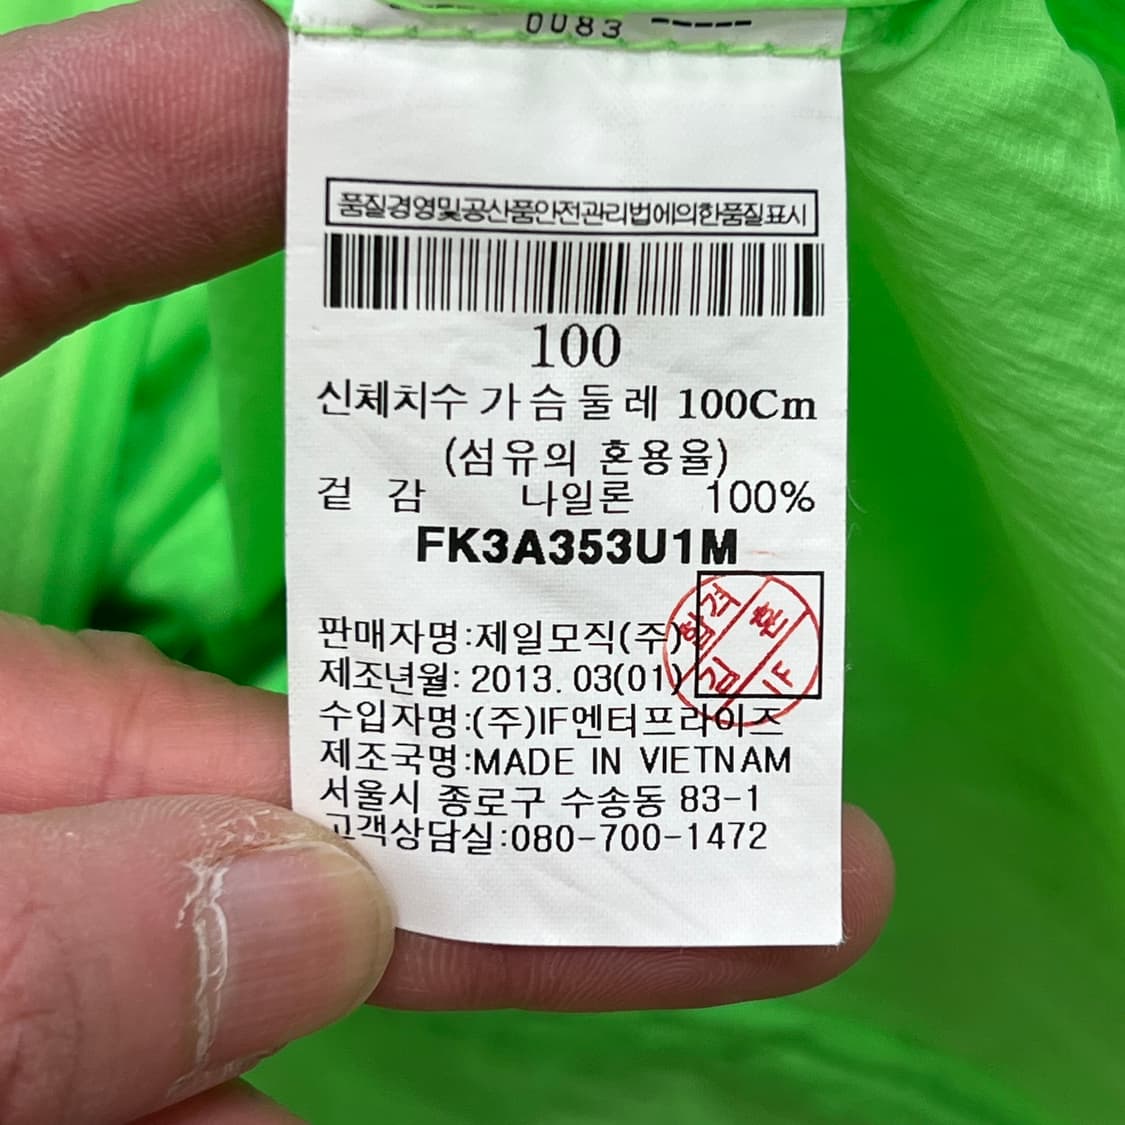 0083 -----
품질경영및공산품안전관리법에의한품질표시
100
신체치수 가슴둘레 100Cm
(섬유의 혼용율)
겉 감 나일론 100%
FK3A353U1M
판매자명:제일모직(주)
제조년월: 2013. 03(01)
수입자명:(주)IF엔터프라이즈
제조국명:MADE IN VIETNAM
서울시 종로구 수송동 83-1
고객상담실:080-700-1472
합격
IF